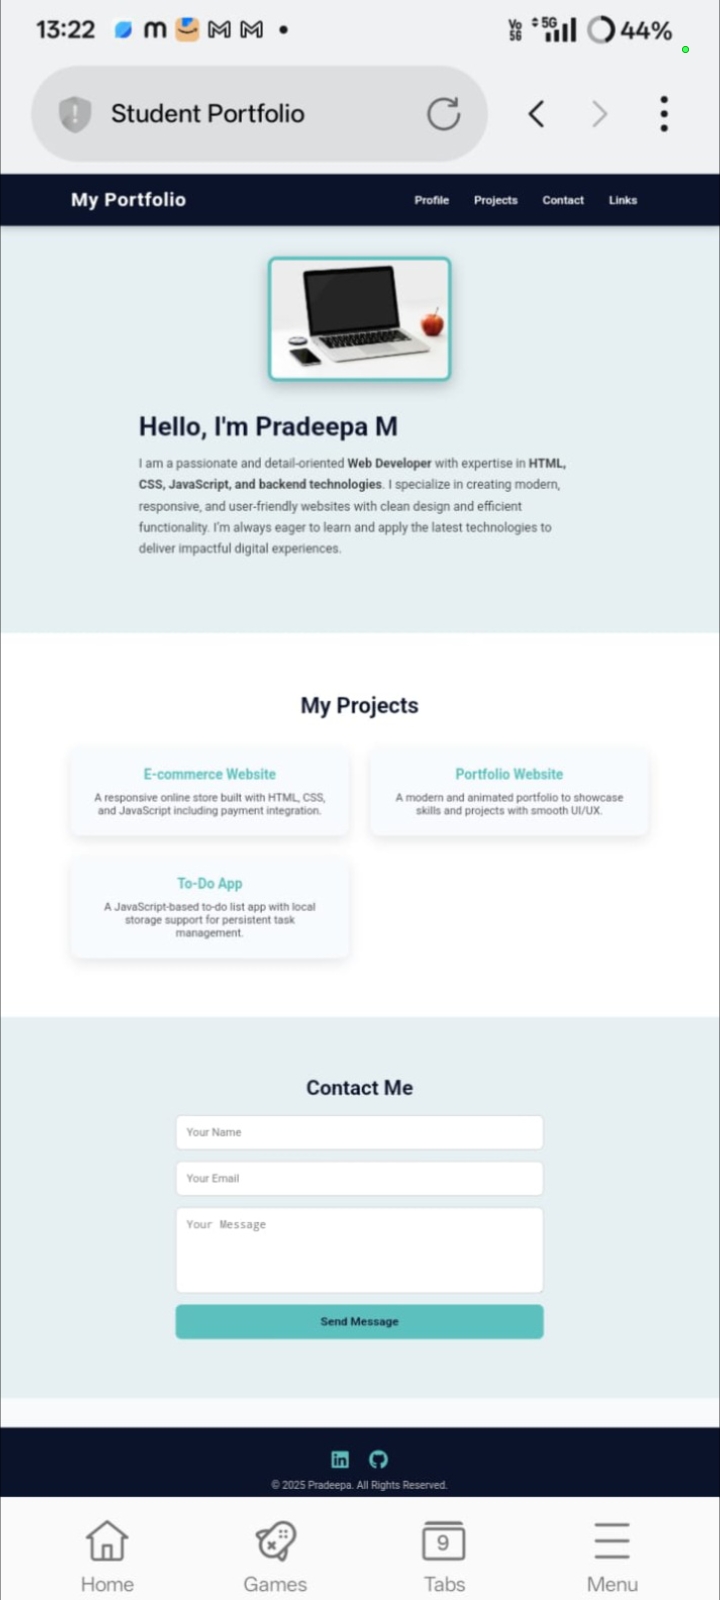 13:22
m
Vo
5G
5G
44%
Student Portfolio
My Portfolio
Profile
Projects
Contact
Links
Hello, I'm Pradeepa M
I am a passionate and detail-oriented Web Developer with expertise in HTML,
CSS, JavaScript, and backend technologies. I specialize in creating modern,
responsive, and user-friendly websites with clean design and efficient
functionality. I'm always eager to learn and apply the latest technologies to
deliver impactful digital experiences.
My Projects
E-commerce Website
A responsive online store built with HTML, CSS,
and JavaScript including payment integration.
Portfolio Website
A modern and animated portfolio to showcase
skills and projects with smooth UI/UX.
To-Do App
A JavaScript-based to-do list app with local
storage support for persistent task
management.
Contact Me
Your Name
Your Email
Your Message
Send Message
in
© 2025 Pradeepa. All Rights Reserved.
9
Home
Games
Tabs
Menu